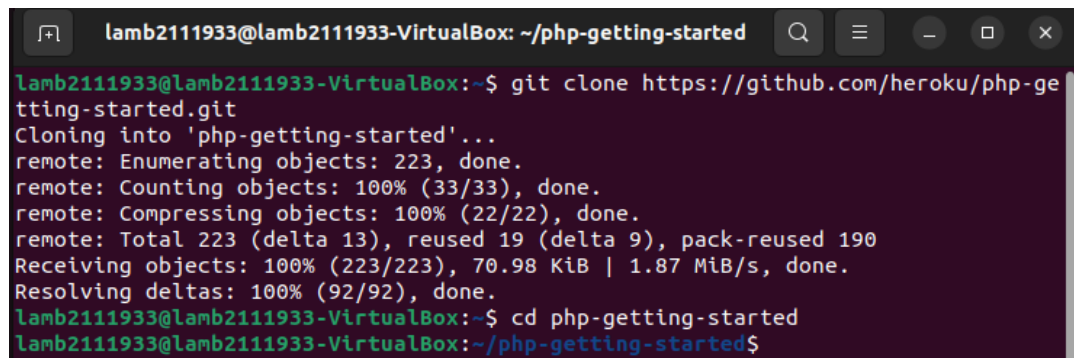 lamb2111933@lamb2111933-VirtualBox: ~/php-getting-started
lamb2111933@lamb2111933-VirtualBox:~$ git clone https://github.com/heroku/php-ge
tting-started.git
Cloning into 'php-getting-started'...
remote: Enumerating objects: 223, done.
remote: Counting objects: 100% (33/33), done.
remote: Compressing objects: 100% (22/22), done.
remote: Total 223 (delta 13), reused 19 (delta 9), pack-reused 190
Receiving objects: 100% (223/223), 70.98 KiB | 1.87 MiB/s, done.
Resolving deltas: 100% (92/92), done.
lamb2111933@lamb2111933-VirtualBox:~$ cd php-getting-started
lamb2111933@lamb2111933-VirtualBox:~/php-getting-started$